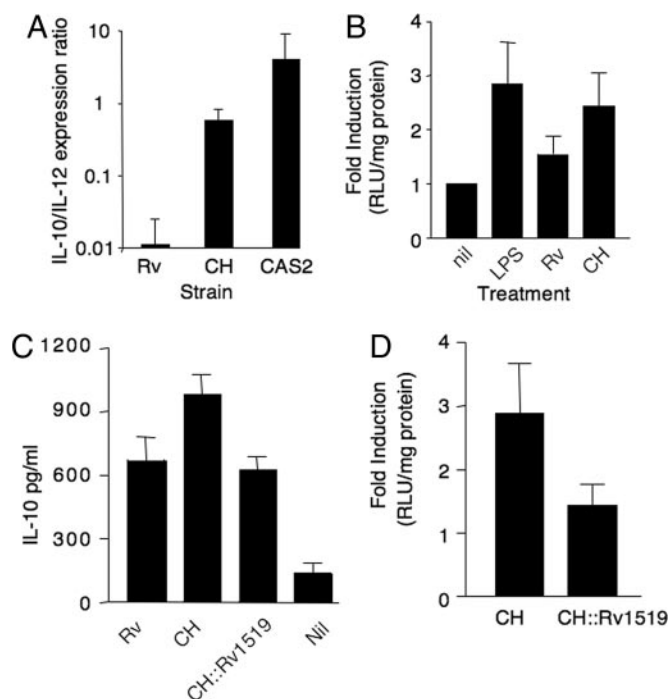 A
IL-10/IL-12 expression ratio
10
1
0.1
0.01
Rv CH CAS2
Strain
B
Fold Induction
(RLU/mg protein)
4
3
2
1
0
nil LPS Rv CH
Treatment
C
IL-10 pg/ml
1200
900
600
300
0
Rv CH CH::Rv1519 Nil
D
Fold Induction
(RLU/mg protein)
4
3
2
1
0
CH CH::Rv1519